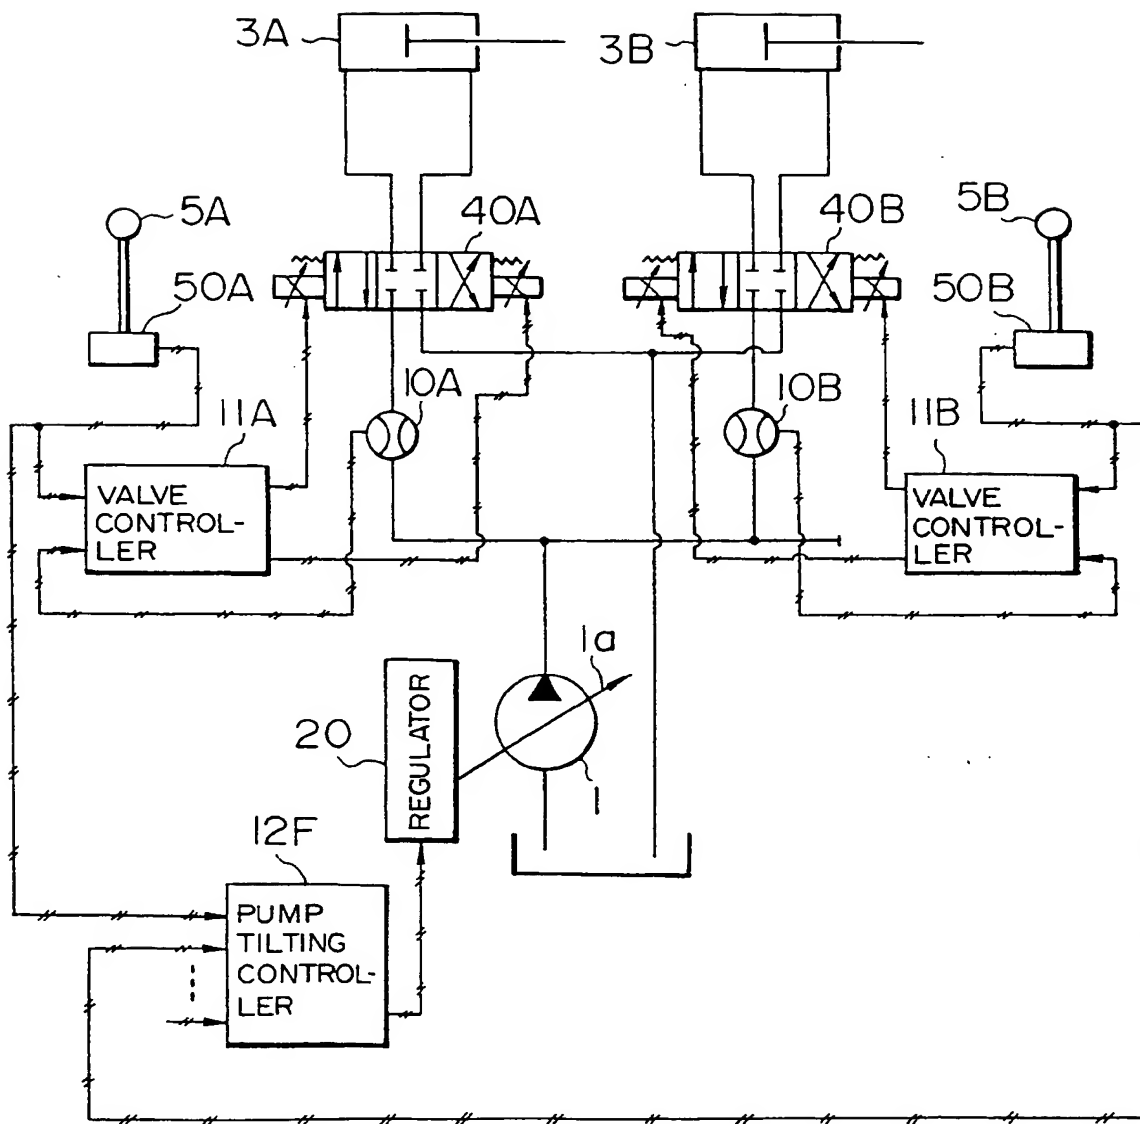 3A
3B
5A
40A
40B
5B
50A
50B
10A
10B
11A
11B
VALVE
CONTROL-
LER
VALVE
CONTROL-
LER
1a
20
REGULATOR
1
12F
PUMP
TILTING
CONTROL-
LER